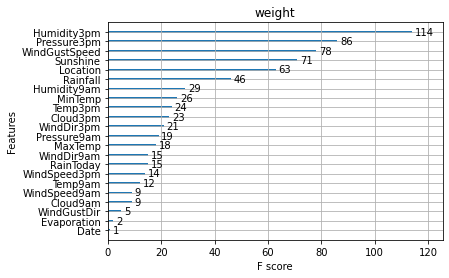 weight
Humidity3pm 114
Pressure3pm 86
WindGustSpeed 78
Sunshine 71
Location 63
Rainfall 46
Humidity9am 29
MinTemp 26
Temp3pm 24
Cloud3pm 23
WindDir3pm 21
Pressure9am 19
MaxTemp 18
WindDir9am 15
RainToday 15
WindSpeed3pm 14
Temp9am 12
WindSpeed9am 9
Cloud9am 9
WindGustDir 5
Evaporation 2
Date 1
Features
0 20 40 60 80 100 120
F score